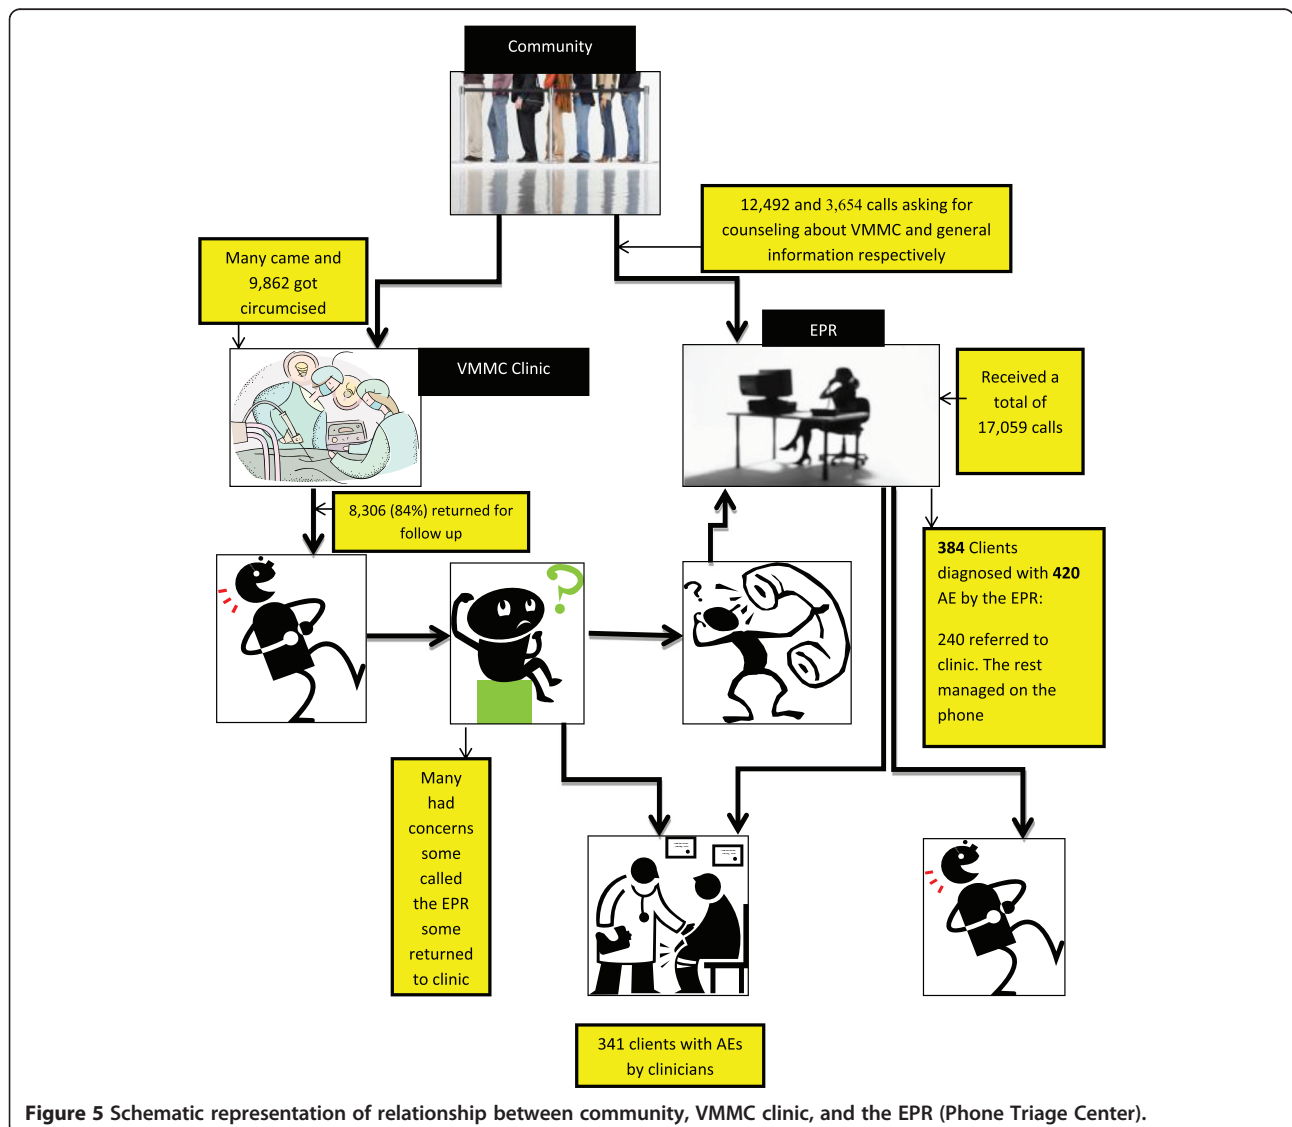 Community
12,492 and 3,654 calls asking for
counseling about VMMC and general
information respectively
Many came and
9,862 got
circumcised
EPR
VMMC Clinic
Received a
total of
17,059 calls
8,306 (84%) returned for
follow up
384 Clients
diagnosed with 420
AE by the EPR:
240 referred to
clinic. The rest
managed on the
phone
Many
had
concerns
some
called
the EPR
some
returned
to clinic
341 clients with AEs
by clinicians
Figure 5 Schematic representation of relationship between community, VMMC clinic, and the EPR (Phone Triage Center).